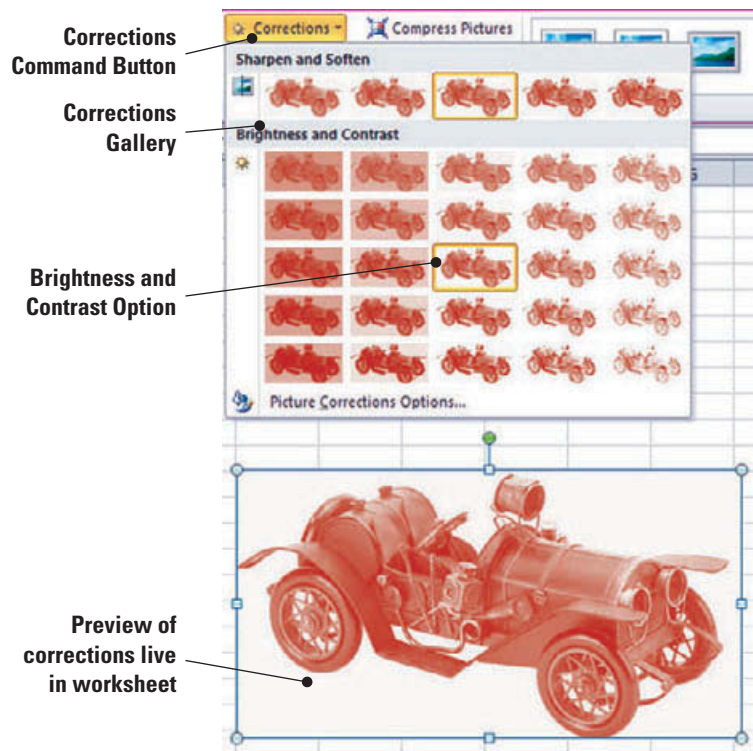 Corrections
Command Button
Corrections
Gallery
Brightness and
Contrast Option
Preview of
corrections live
in worksheet
Corrections
Compress Pictures
Sharpen and Soften
Brightness and Contrast
Picture Corrections Options...